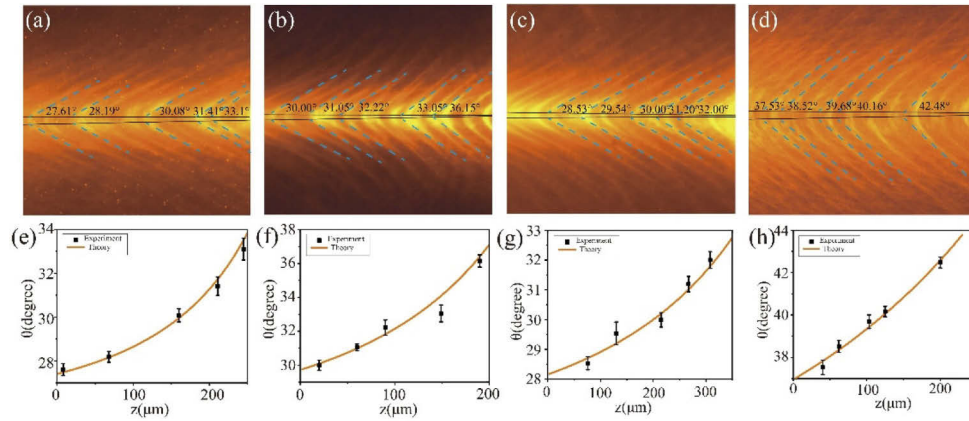 (a)
27.61° 28.19° 30.08° 31.41° 33.1°
(b)
30.00° 31.05° 32.22° 33.05° 36.15°
(c)
28.53° 29.54° 30.00° 31.20° 32.00°
(d)
37.53° 38.52° 39.68° 40.16° 42.48°
(e)
Experiment
Theory
θ(degree)
34
32
30
28
0 100 200
z(μm)
(f)
Experiment
Theory
θ(degree)
38
36
34
32
30
0 50 100 150 200
z(μm)
(g)
Experiment
Theory
θ(degree)
33
32
31
30
29
28
0 100 200 300
z(μm)
(h)
Experiment
Theory
θ(degree)
44
42
40
38
0 50 100 150 200
z(μm)